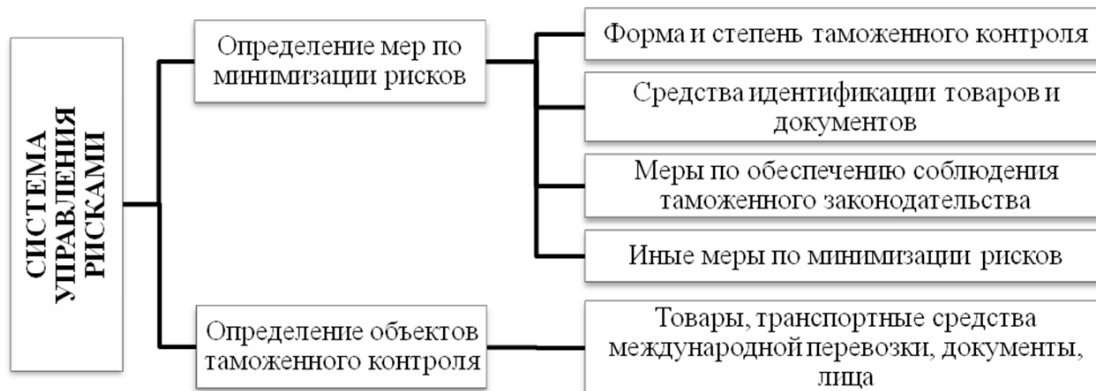 СИСТЕМА
УПРАВЛЕНИЯ
РИСКАМИ
Определение мер по
минимизации рисков
Форма и степень таможенного контроля
Средства идентификации товаров и
документов
Меры по обеспечению соблюдения
таможенного законодательства
Иные меры по минимизации рисков
Определение объектов
таможенного контроля
Товары, транспортные средства
международной перевозки, документы,
лица